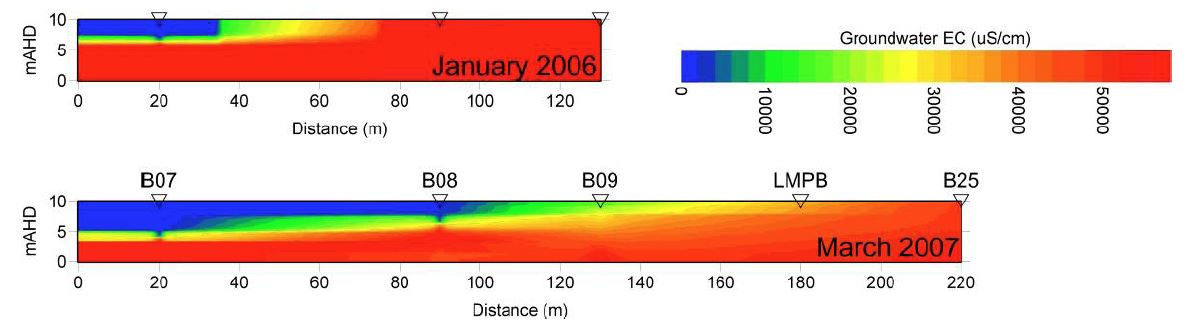 10
5
0
mAHD
January 2006
0 20 40 60 80 100 120
Distance (m)
Groundwater EC (uS/cm)
0 10000 20000 30000 40000 50000
B07 B08 B09 LMPB B25
10
5
0
mAHD
March 2007
0 20 40 60 80 100 120 140 160 180 200 220
Distance (m)